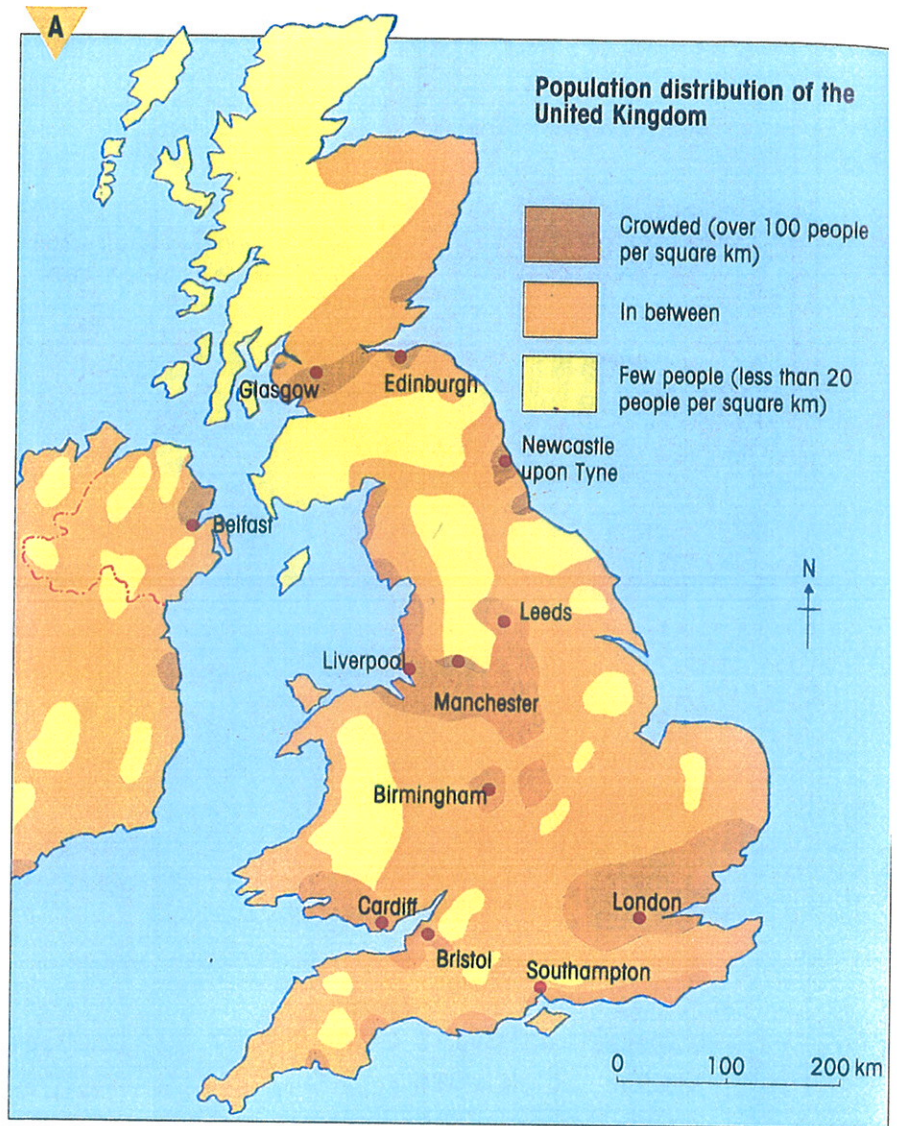 A
Population distribution of the
United Kingdom
Crowded (over 100 people
per square km)
In between
Few people (less than 20
people per square km)
Glasgow
Edinburgh
Newcastle
upon Tyne
Belfast
N
Leeds
Liverpool
Manchester
Birmingham
Cardiff
London
Bristol
Southampton
0 100 200 km